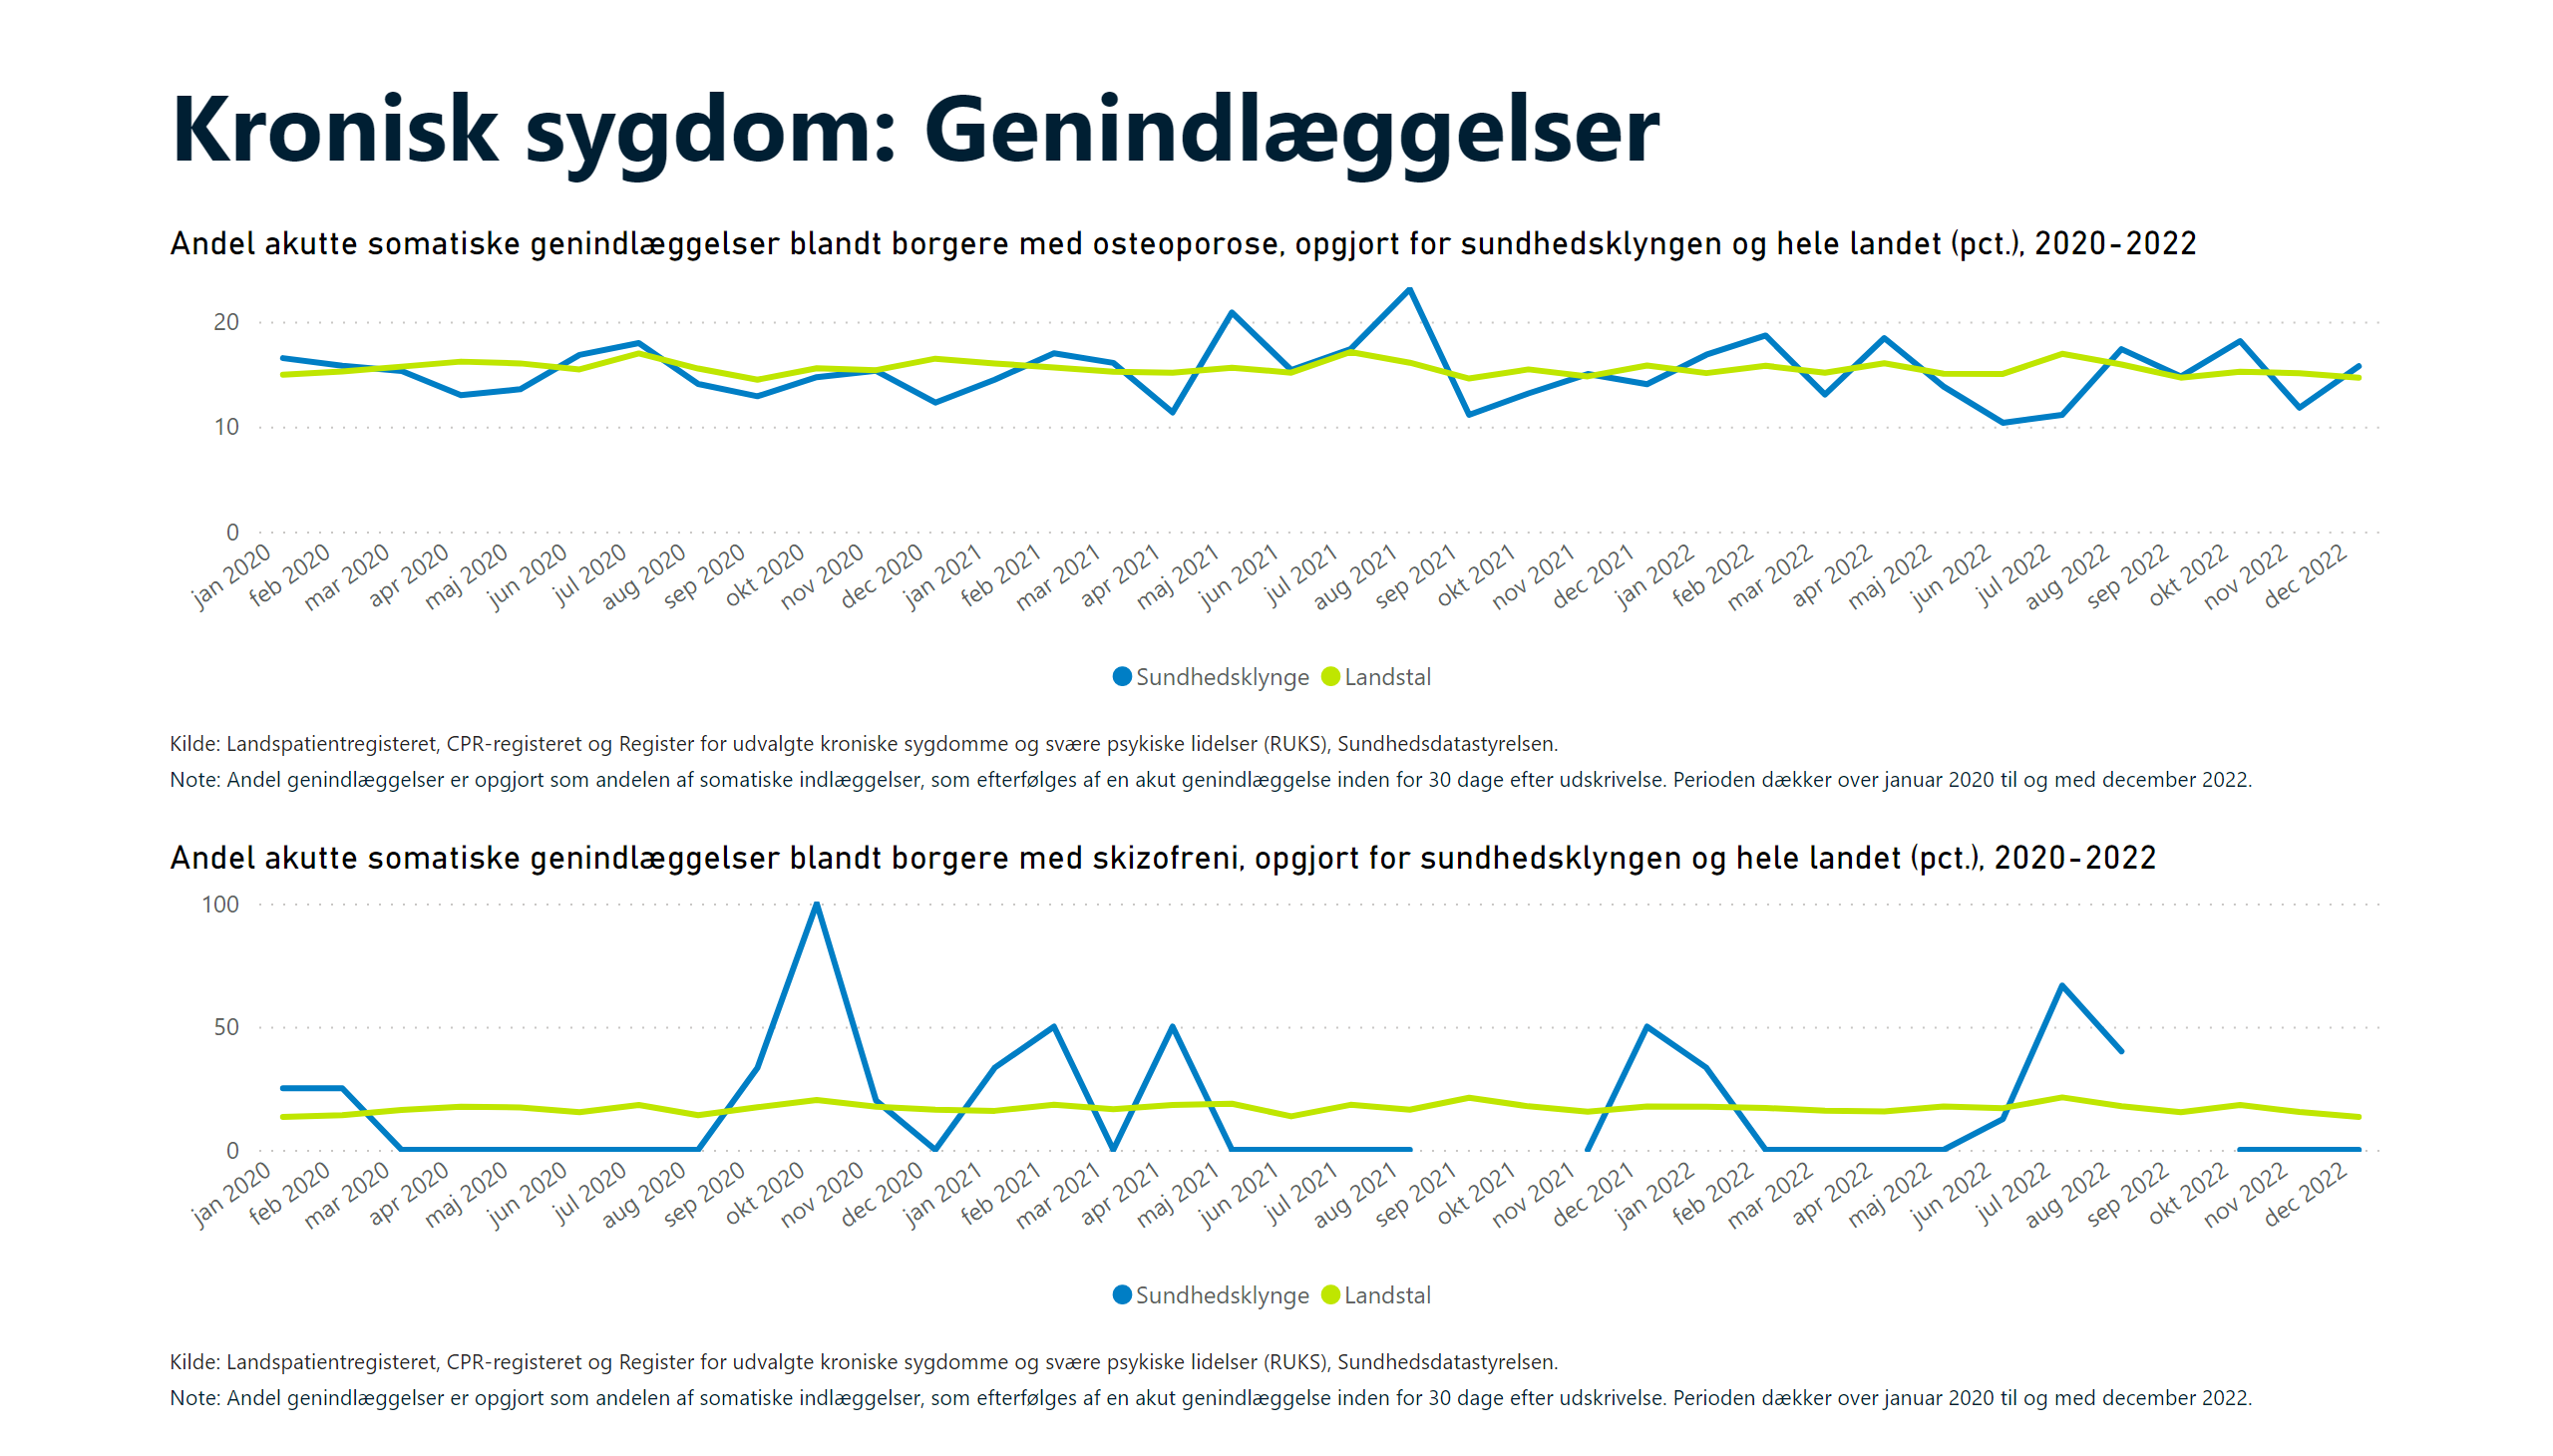 Kronisk sygdom: Genindlæggelser
Andel akutte somatiske genindlæggelser blandt borgere med osteoporose, opgjort for sundhedsklyngen og hele landet (pct.), 2020-2022
20
10
0
jan 2020 feb 2020 mar 2020 apr 2020 maj 2020 jun 2020 jul 2020 aug 2020 sep 2020 okt 2020 nov 2020 dec 2020 jan 2021 feb 2021 mar 2021 apr 2021 maj 2021 jun 2021 jul 2021 aug 2021 sep 2021 okt 2021 nov 2021 dec 2021 jan 2022 feb 2022 mar 2022 apr 2022 maj 2022 jun 2022 jul 2022 aug 2022 sep 2022 okt 2022 nov 2022 dec 2022
Sundhedsklynge Landstal
Kilde: Landspatientregisteret, CPR-registeret og Register for udvalgte kroniske sygdomme og svære psykiske lidelser (RUKS), Sundhedsdatastyrelsen.
Note: Andel genindlæggelser er opgjort som andelen af somatiske indlæggelser, som efterfølges af en akut genindlæggelse inden for 30 dage efter udskrivelse. Perioden dækker over januar 2020 til og med december 2022.
Andel akutte somatiske genindlæggelser blandt borgere med skizofreni, opgjort for sundhedsklyngen og hele landet (pct.), 2020-2022
100
50
0
jan 2020 feb 2020 mar 2020 apr 2020 maj 2020 jun 2020 jul 2020 aug 2020 sep 2020 okt 2020 nov 2020 dec 2020 jan 2021 feb 2021 mar 2021 apr 2021 maj 2021 jun 2021 jul 2021 aug 2021 sep 2021 okt 2021 nov 2021 dec 2021 jan 2022 feb 2022 mar 2022 apr 2022 maj 2022 jun 2022 jul 2022 aug 2022 sep 2022 okt 2022 nov 2022 dec 2022
Sundhedsklynge Landstal
Kilde: Landspatientregisteret, CPR-registeret og Register for udvalgte kroniske sygdomme og svære psykiske lidelser (RUKS), Sundhedsdatastyrelsen.
Note: Andel genindlæggelser er opgjort som andelen af somatiske indlæggelser, som efterfølges af en akut genindlæggelse inden for 30 dage efter udskrivelse. Perioden dækker over januar 2020 til og med december 2022.